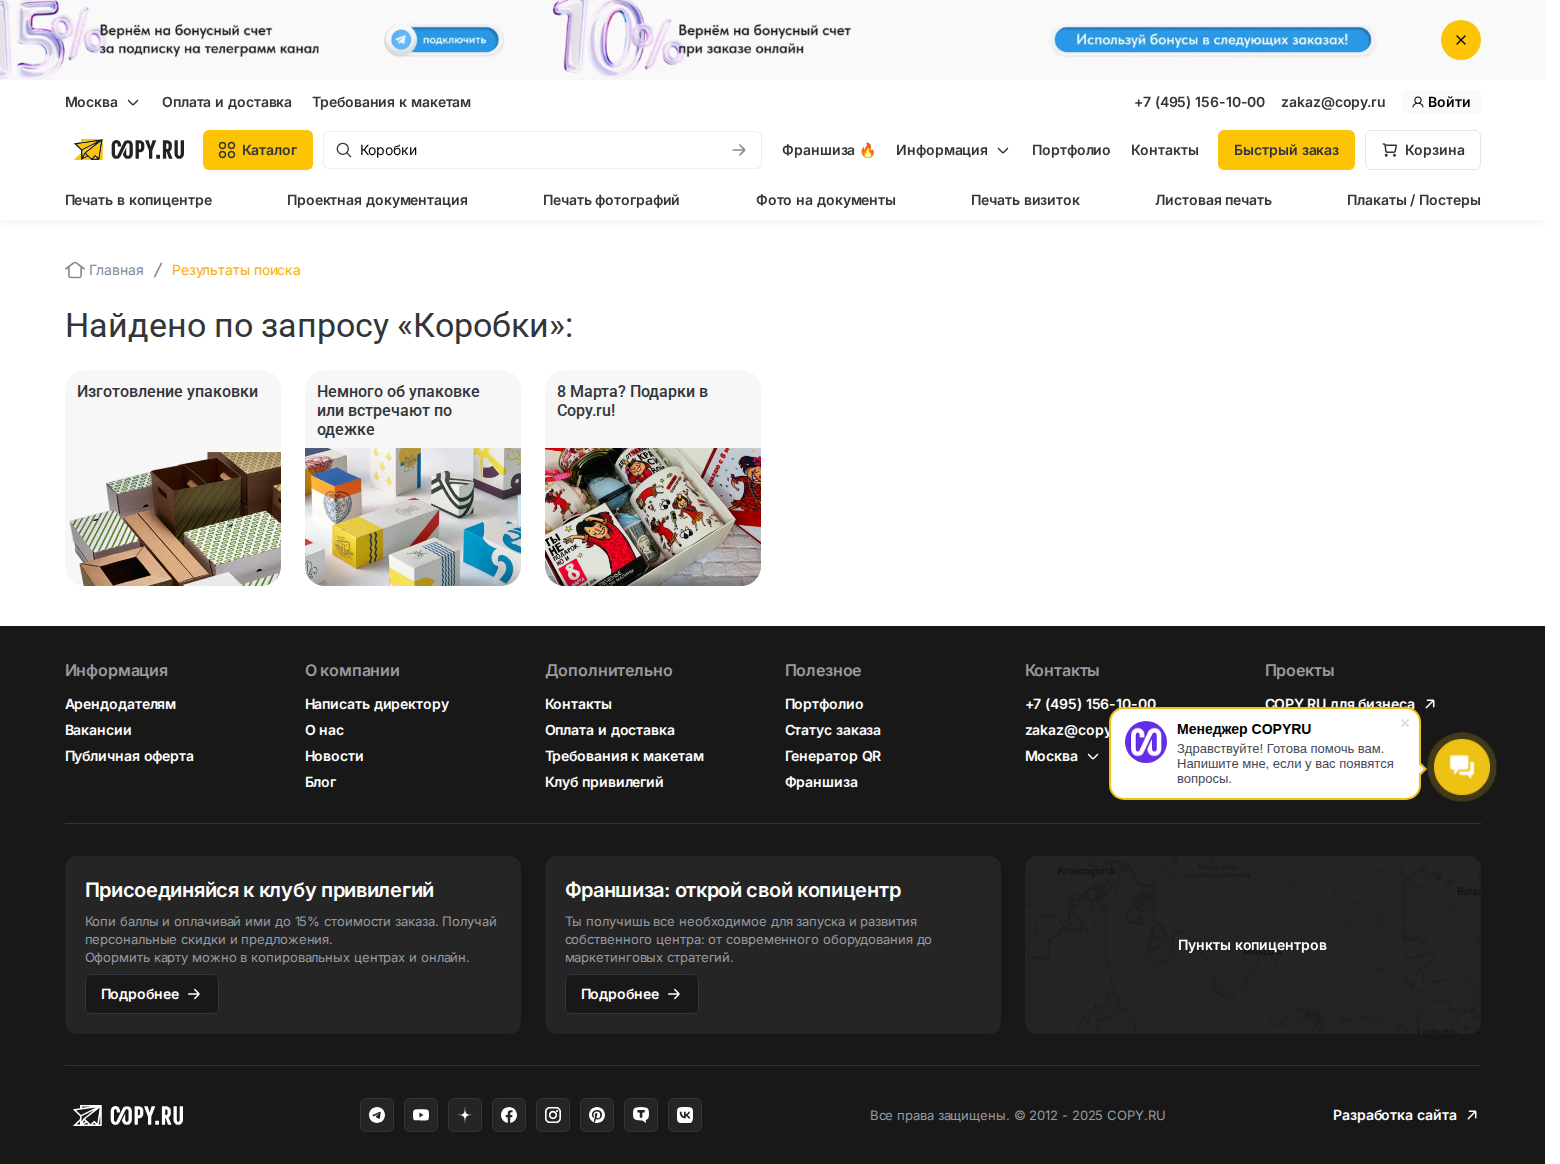 15%
Вернём на бонусный счет
за подписку на телеграмм канал
подключить
10%
Вернём на бонусный счет
при заказе онлайн
Используй бонусы в следующих заказах!
Москва
Оплата и доставка
Требования к макетам
+7 (495) 156-10-00
zakaz@copy.ru
Войти
COPY.RU
Каталог
Коробки
Франшиза
Информация
Портфолио
Контакты
Быстрый заказ
Корзина
Печать в копицентре
Проектная документация
Печать фотографий
Фото на документы
Печать визиток
Листовая печать
Плакаты / Постеры
Главная / Результаты поиска
Найдено по запросу «Коробки»:
Изготовление упаковки
Немного об упаковке
или встречают по
одежке
8 Марта? Подарки в
Copy.ru!
ТЫ
НЕ
ПОДАРОК,
НО И
8
МАРТА
Информация
Арендодателям
Вакансии
Публичная оферта
О компании
Написать директору
О нас
Новости
Блог
Дополнительно
Контакты
Оплата и доставка
Требования к макетам
Клуб привилегий
Полезное
Портфолио
Статус заказа
Генератор QR
Франшиза
Контакты
+7 (495) 156-10-00
zakaz@copy
Москва
Проекты
COPY.RU для бизнеса
Менеджер COPYRU
Здравствуйте! Готова помочь вам.
Напишите мне, если у вас появятся
вопросы.
Присоединяйся к клубу привилегий
Копи баллы и оплачивай ими до 15% стоимости заказа. Получай
персональные скидки и предложения.
Оформить карту можно в копировальных центрах и онлайн.
Подробнее
Франшиза: открой свой копицентр
Ты получишь все необходимое для запуска и развития
собственного центра: от современного оборудования до
маркетинговых стратегий.
Подробнее
Krasnogorsk
Пункты копицентров
Moscow
COPY.RU
Все права защищены. © 2012 - 2025 COPY.RU
Разработка сайта